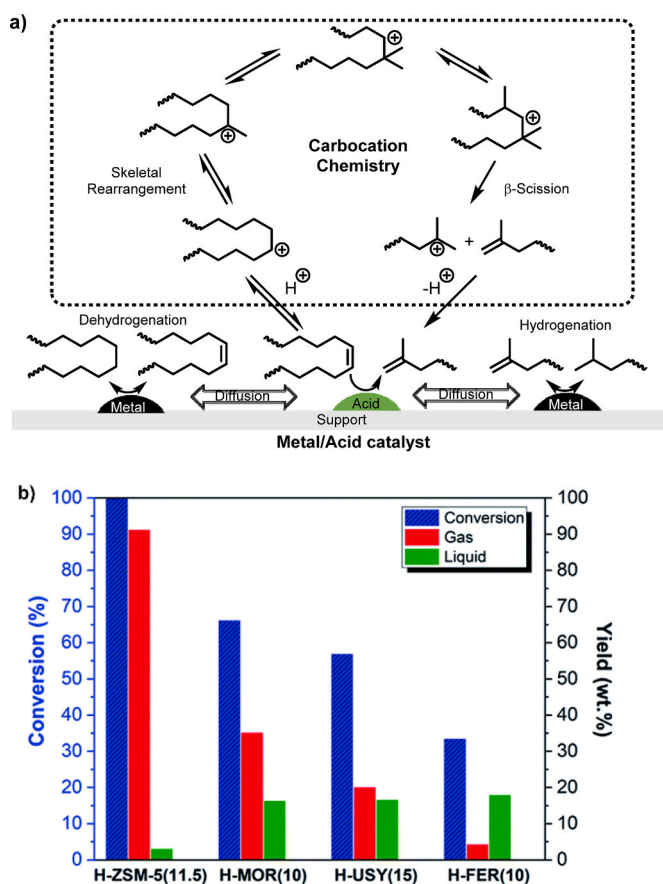 a)
⊕
⊕
⊕
Carbocation
Chemistry
Skeletal
Rearrangement
β-Scission
⊕
⊕
+
H⊕
-H⊕
Dehydrogenation
Hydrogenation
Diffusion
Diffusion
Metal
Acid
Metal
Support
Metal/Acid catalyst
b)
100
90
80
70
60
50
40
30
20
10
0
Conversion (%)
Conversion
Gas
Liquid
100
90
80
70
60
50
40
30
20
10
0
Yield (wt.%)
H-ZSM-5(11.5) H-MOR(10) H-USY(15) H-FER(10)